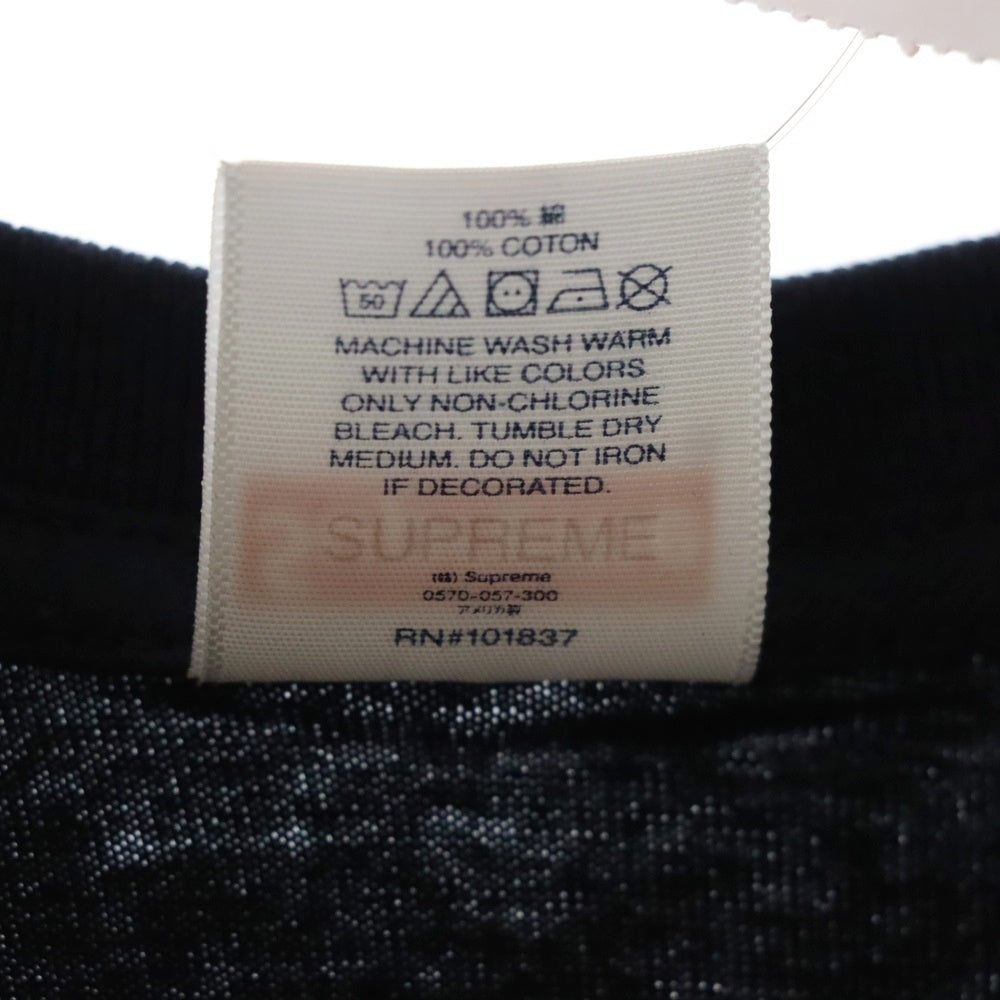 100% 綿
100% COTON
50
MACHINE WASH WARM
WITH LIKE COLORS
ONLY NON-CHLORINE
BLEACH. TUMBLE DRY
MEDIUM. DO NOT IRON
IF DECORATED.
SUPREME
(株) Supreme
0570-057-300
アメリカ製
RN#101837